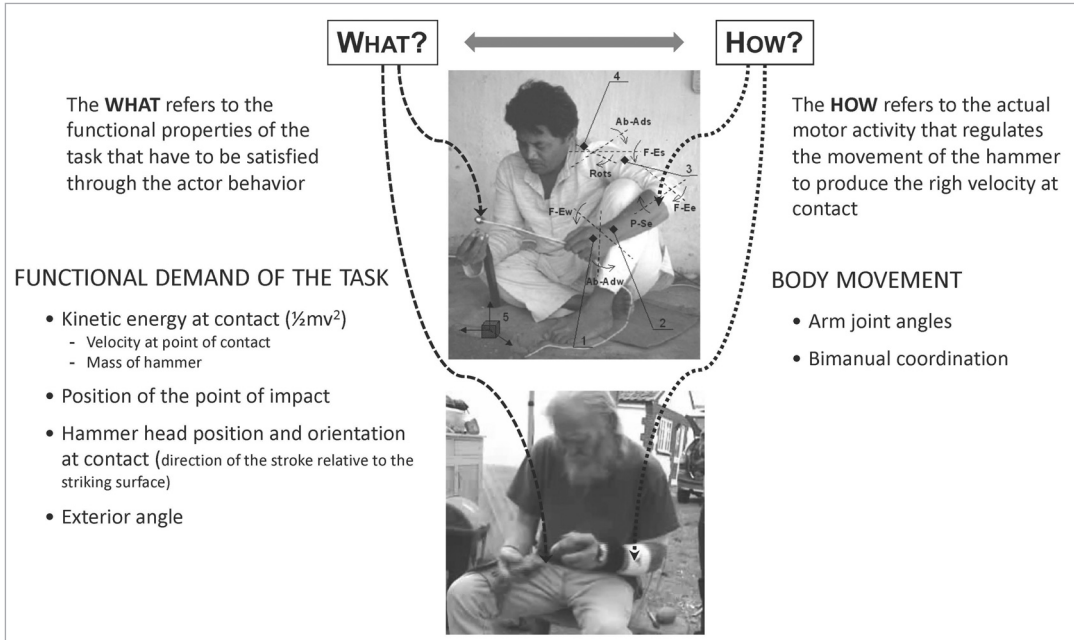 WHAT?
HOW?
The WHAT refers to the
functional properties of the
task that have to be satisfied
through the actor behavior
FUNCTIONAL DEMAND OF THE TASK
• Kinetic energy at contact (½mv²)
- Velocity at point of contact
- Mass of hammer
• Position of the point of impact
• Hammer head position and orientation
at contact (direction of the stroke relative to the
striking surface)
• Exterior angle
4
Ab-Ads
F-Es
Rots
3
F-Ee
F-Ew
P-Se
Ab-Adw
5
1
2
The HOW refers to the actual
motor activity that regulates
the movement of the hammer
to produce the righ velocity at
contact
BODY MOVEMENT
• Arm joint angles
• Bimanual coordination